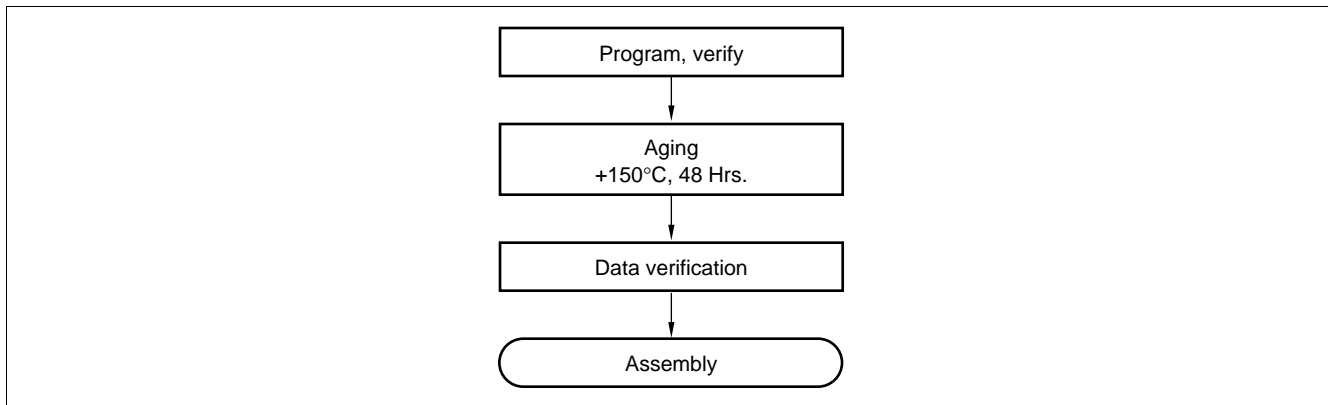 Program, verify
Aging
+150°C, 48 Hrs.
Data verification
Assembly